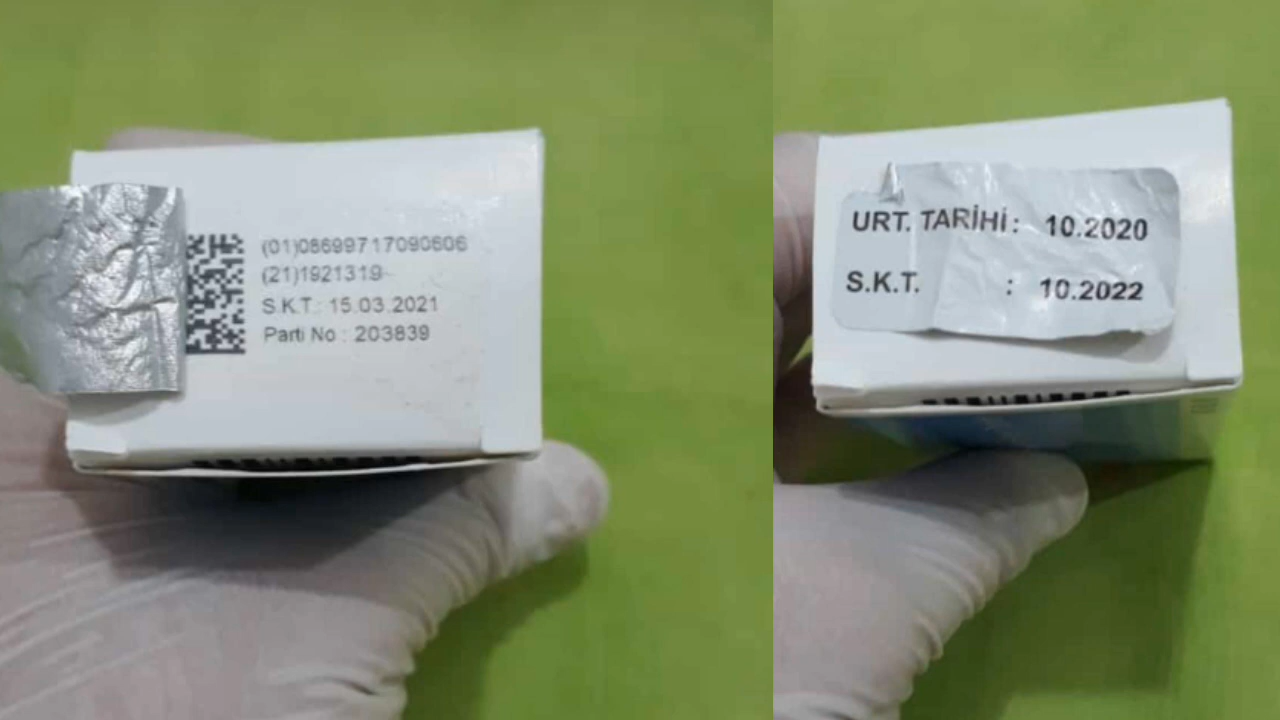 (01)08699717090606
(21)1921319
S.K.T.: 15.03.2021
Parti No : 203839
URT. TARİHİ : 10.2020
S.K.T. : 10.2022